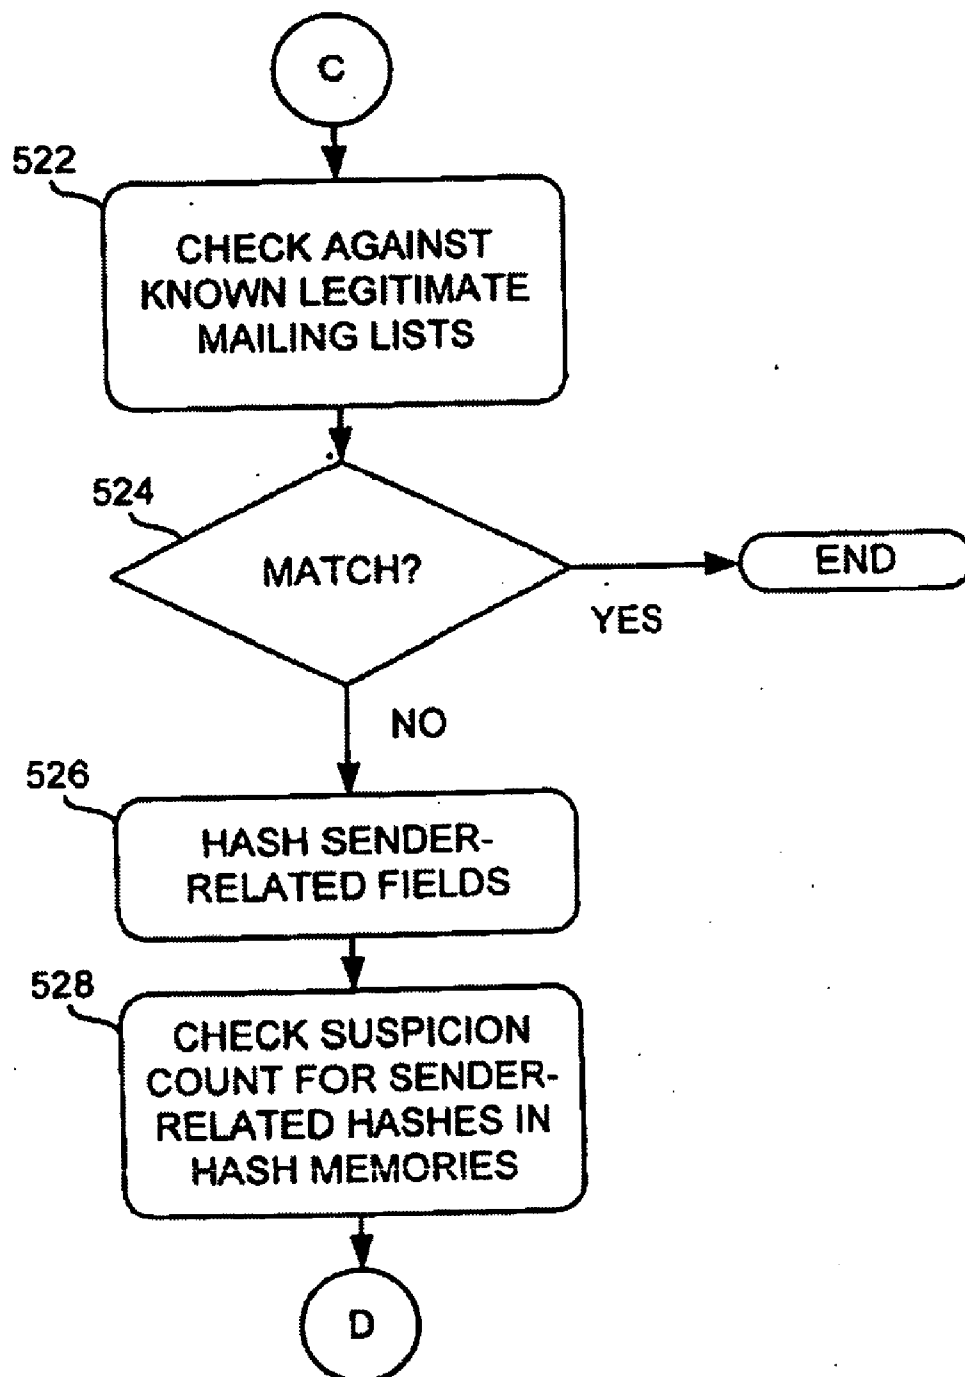 C
522
CHECK AGAINST
KNOWN LEGITIMATE
MAILING LISTS
524
MATCH?
END
YES
NO
526
HASH SENDER-
RELATED FIELDS
528
CHECK SUSPICION
COUNT FOR SENDER-
RELATED HASHES IN
HASH MEMORIES
D